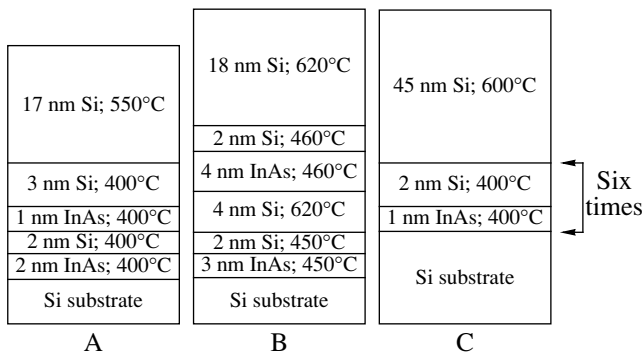 17 nm Si; 550°C
3 nm Si; 400°C
1 nm InAs; 400°C
2 nm Si; 400°C
2 nm InAs; 400°C
Si substrate
A
18 nm Si; 620°C
2 nm Si; 460°C
4 nm InAs; 460°C
4 nm Si; 620°C
2 nm Si; 450°C
3 nm InAs; 450°C
Si substrate
B
45 nm Si; 600°C
2 nm Si; 400°C
1 nm InAs; 400°C
Si substrate
C
Six
times